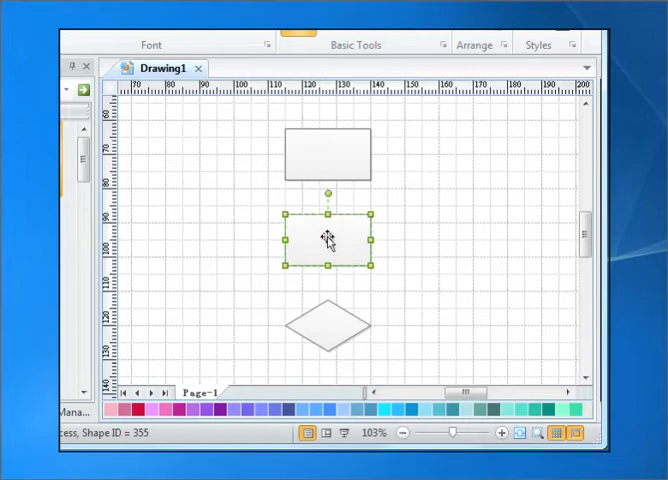 Font
Basic Tools
Arrange
Styles
Drawing1
70 80 90 100 110 120 130 140 150 160 170 180 190 200
60
70
80
90
100
110
120
130
140
Page-1
Mana...
cess, Shape ID = 355
103%